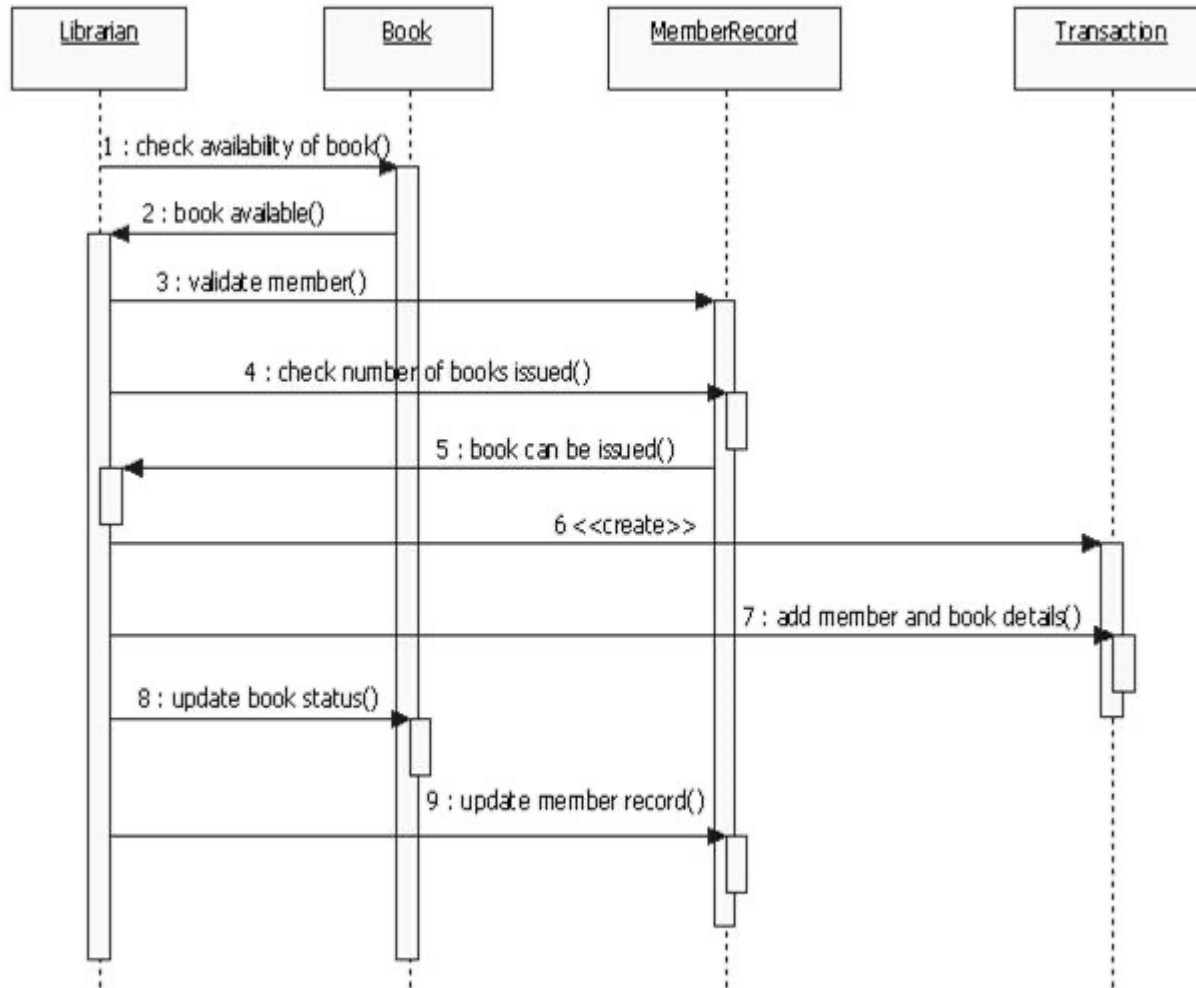 Librarian
Book
MemberRecord
Transaction
1 : check availability of book()
2 : book available()
3 : validate member()
4 : check number of books issued()
5 : book can be issued()
6 <<create>>
7 : add member and book details()
8 : update book status()
9 : update member record()